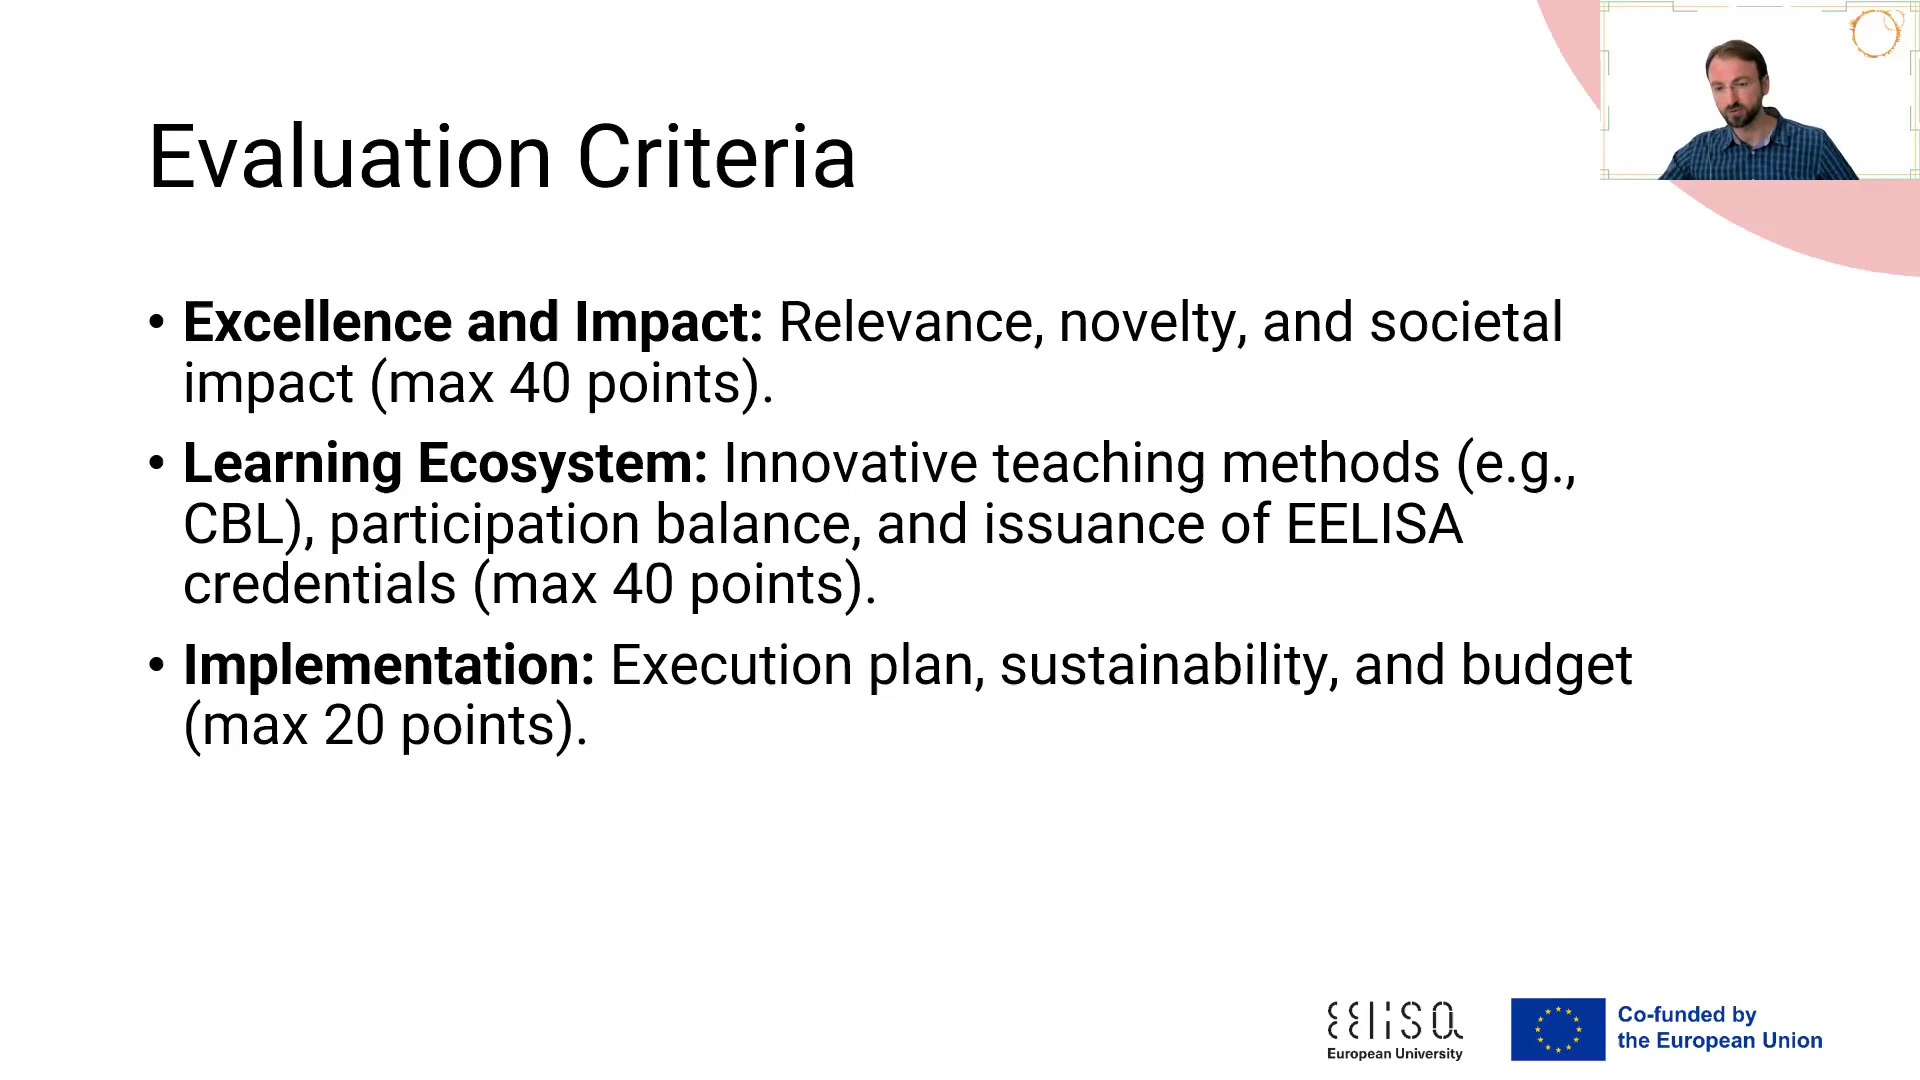 Evaluation Criteria
• Excellence and Impact: Relevance, novelty, and societal
impact (max 40 points).
• Learning Ecosystem: Innovative teaching methods (e.g.,
CBL), participation balance, and issuance of EELISA
credentials (max 40 points).
• Implementation: Execution plan, sustainability, and budget
(max 20 points).
EELISA
European University
Co-funded by
the European Union